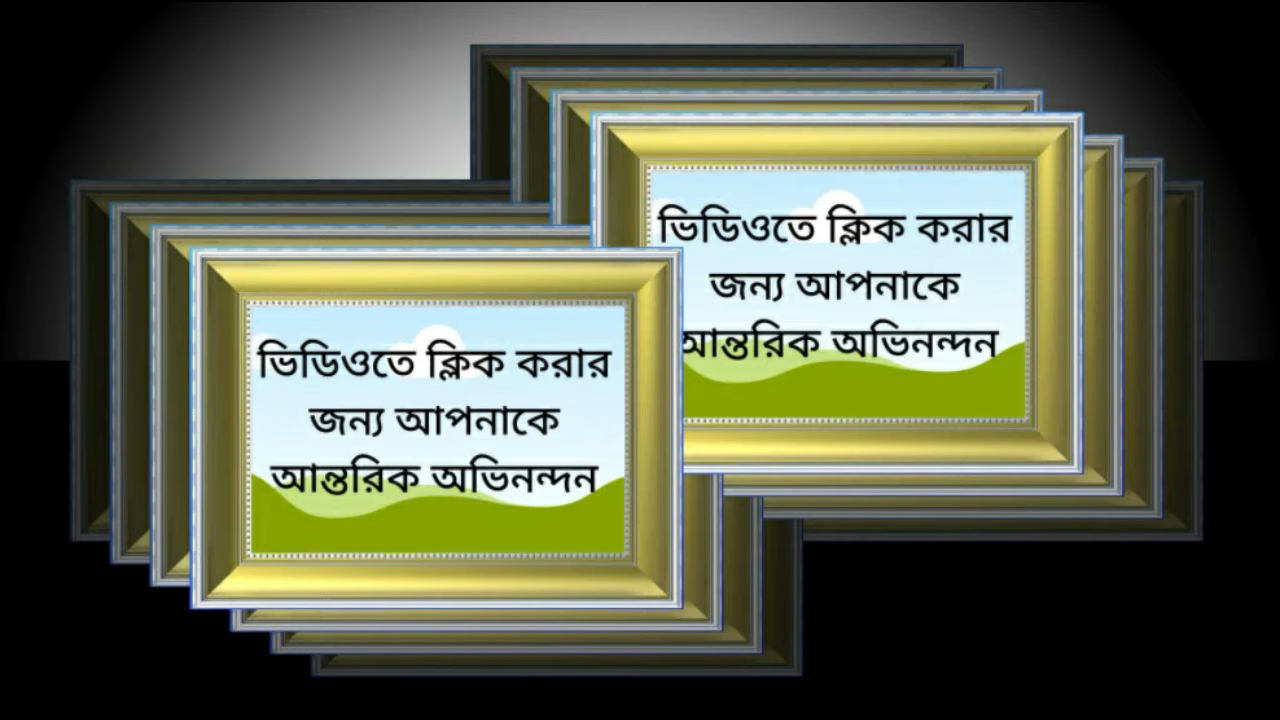 ভিডিওতে ক্লিক করার
জন্য আপনাকে
আন্তরিক অভিনন্দন
ভিডিওতে ক্লিক করার
জন্য আপনাকে
আন্তরিক অভিনন্দন